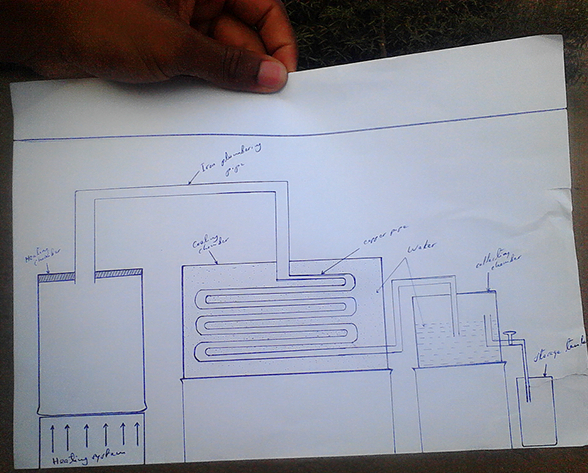 Iron plumbering
pipe
Cooling
chamber
copper pipe
Water
collecting
chamber
Heating
chamber
storage tank
Heating system